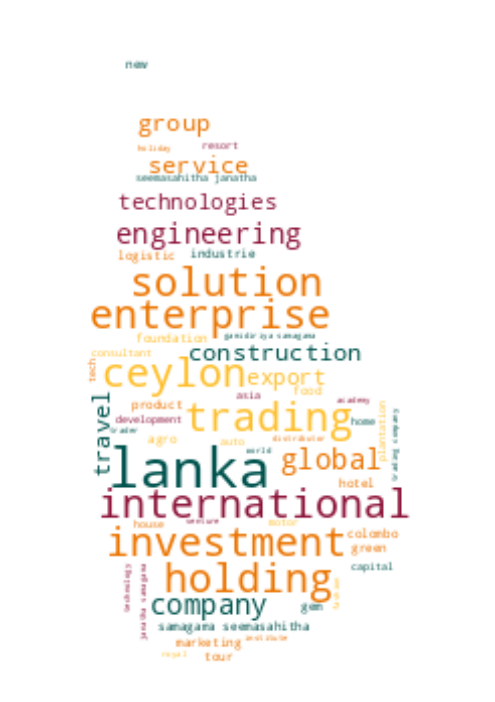 new
group
holiday resort
service
seemasahitha janatha
technologies
engineering
logistic industrie
solution
enterprise
foundation gamidiriya samagama
consultant construction
tech ceylon export
asia food
product academy
trading
development home
travel trader
plantation
trading company
agro auto distributor
world
lanka global
hotel
international
house venture motor
investment colombo
green
holding capital
technology
janatha samagama
company gem
samagama seemasahitha
marketing institute
royal tour